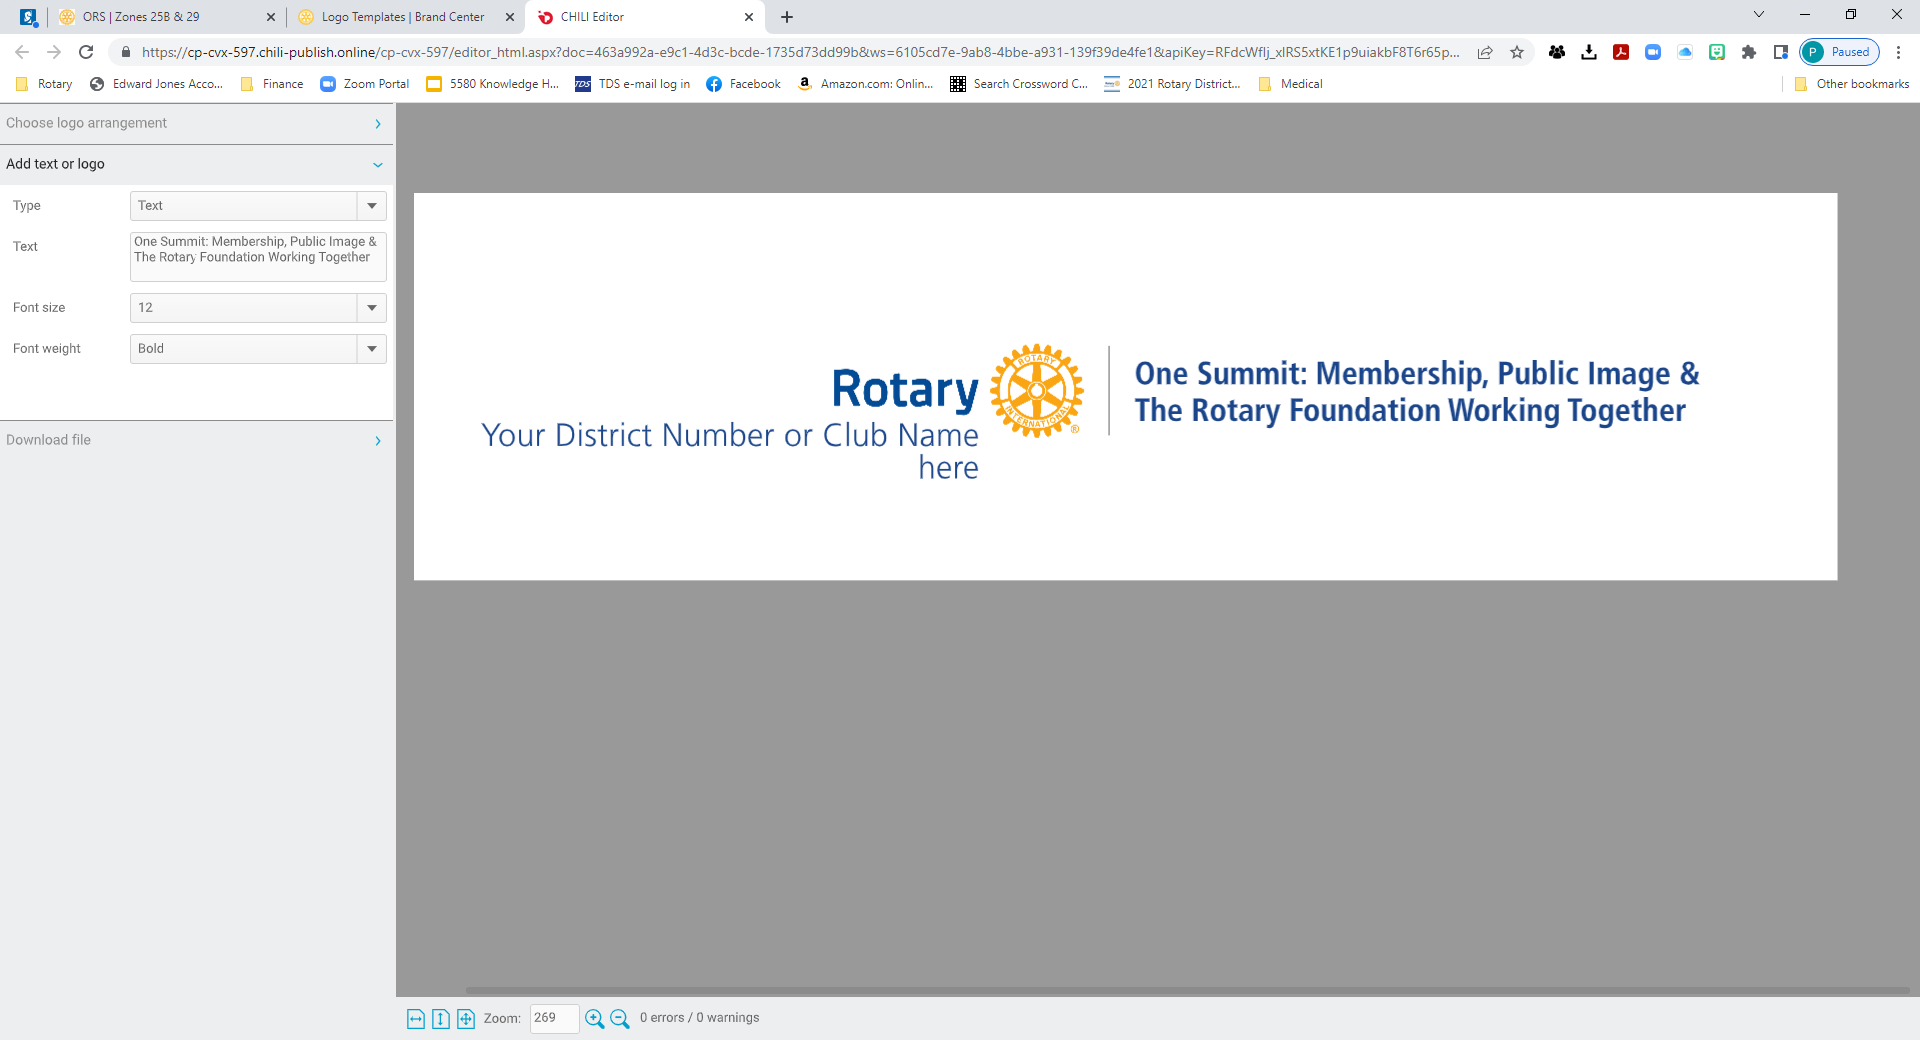 ORS | Zones 25B & 29
Logo Templates | Brand Center
CHILI Editor
https://cp-cvx-597.chili-publish.online/cp-cvx-597/editor_html.aspx?doc=463a992a-e9c1-4d3c-bcde-1735d73dd99b&ws=6105cd7e-9ab8-4bbe-a931-139f39de4fe1&apiKey=RFdcWfIj_xlRS5xtKE1p9uiakbF8T6r65p...
P Paused
Rotary
Edward Jones Acco...
Finance
Zoom Portal
5580 Knowledge H...
TDS TDS e-mail log in
Facebook
Amazon.com: Onlin...
Search Crossword C...
2021 Rotary District...
Medical
Other bookmarks
Choose logo arrangement
Add text or logo
Type
Text
Text
One Summit: Membership, Public Image &
The Rotary Foundation Working Together
Font size
12
Font weight
Bold
Download file
Rotary
Your District Number or Club Name
here
ROTARY
INTERNATIONAL
®
One Summit: Membership, Public Image &
The Rotary Foundation Working Together
Zoom:
269
0 errors / 0 warnings